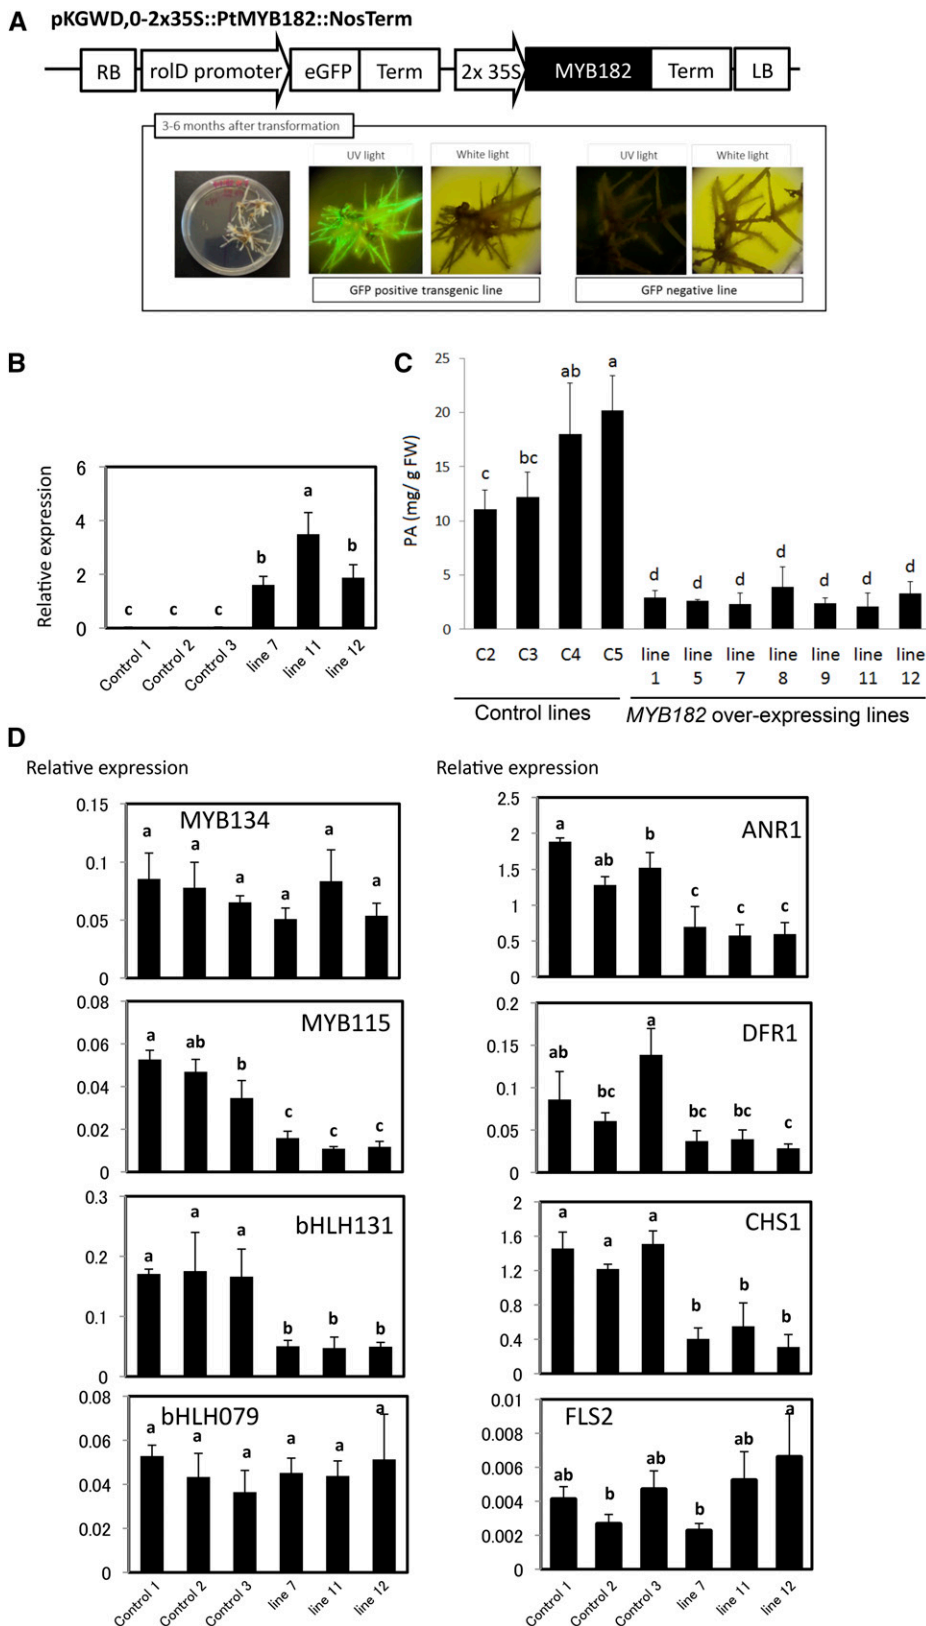 A
pKGWD,0-2x35S::PtMYB182::NosTerm
RB
rolD promoter
eGFP
Term
2x 35S
MYB182
Term
LB
3-6 months after transformation
UV light
White light
UV light
White light
GFP positive transgenic line
GFP negative line
B
Relative expression
6
4
2
0
c
c
c
b
a
b
Control 1
Control 2
Control 3
line 7
line 11
line 12
C
PA (mg/ g FW)
25
20
15
10
5
0
c
bc
ab
a
d
d
d
d
d
d
d
C2
C3
C4
C5
line 1
line 5
line 7
line 8
line 9
line 11
line 12
Control lines
MYB182 over-expressing lines
D
Relative expression
MYB134
0.15
0.1
0.05
0
a
a
a
a
a
a
MYB115
0.08
0.06
0.04
0.02
0
a
ab
b
c
c
c
bHLH131
0.3
0.2
0.1
0
a
a
a
b
b
b
bHLH079
0.08
0.06
0.04
0.02
0
a
a
a
a
a
a
Control 1
Control 2
Control 3
line 7
line 11
line 12
Relative expression
ANR1
2.5
2
1.5
1
0.5
0
a
ab
b
c
c
c
DFR1
0.2
0.15
0.1
0.05
0
ab
bc
a
bc
bc
c
CHS1
2
1.6
1.2
0.8
0.4
0
a
a
a
b
b
b
FLS2
0.01
0.008
0.006
0.004
0.002
0
ab
b
ab
b
ab
a
Control 1
Control 2
Control 3
line 7
line 11
line 12